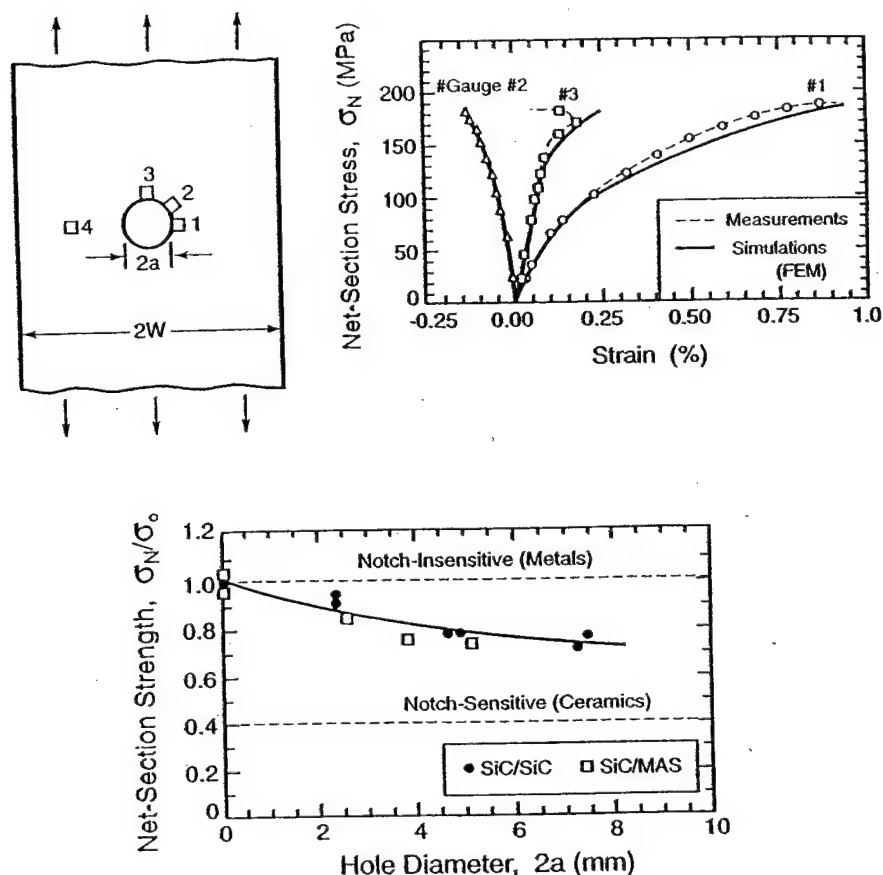 3
2
4
1
2a
2W
Net-Section Stress, σN (MPa)
250
200
150
100
50
0
#Gauge #2
#3
#1
Measurements
Simulations
(FEM)
-0.25 0.00 0.25 0.50 0.75 1.0
Strain (%)
Net-Section Strength, σN/σo
1.2
1.0
0.8
0.6
0.4
0.2
0
Notch-Insensitive (Metals)
Notch-Sensitive (Ceramics)
SiC/SiC SiC/MAS
0 2 4 6 8 10
Hole Diameter, 2a (mm)